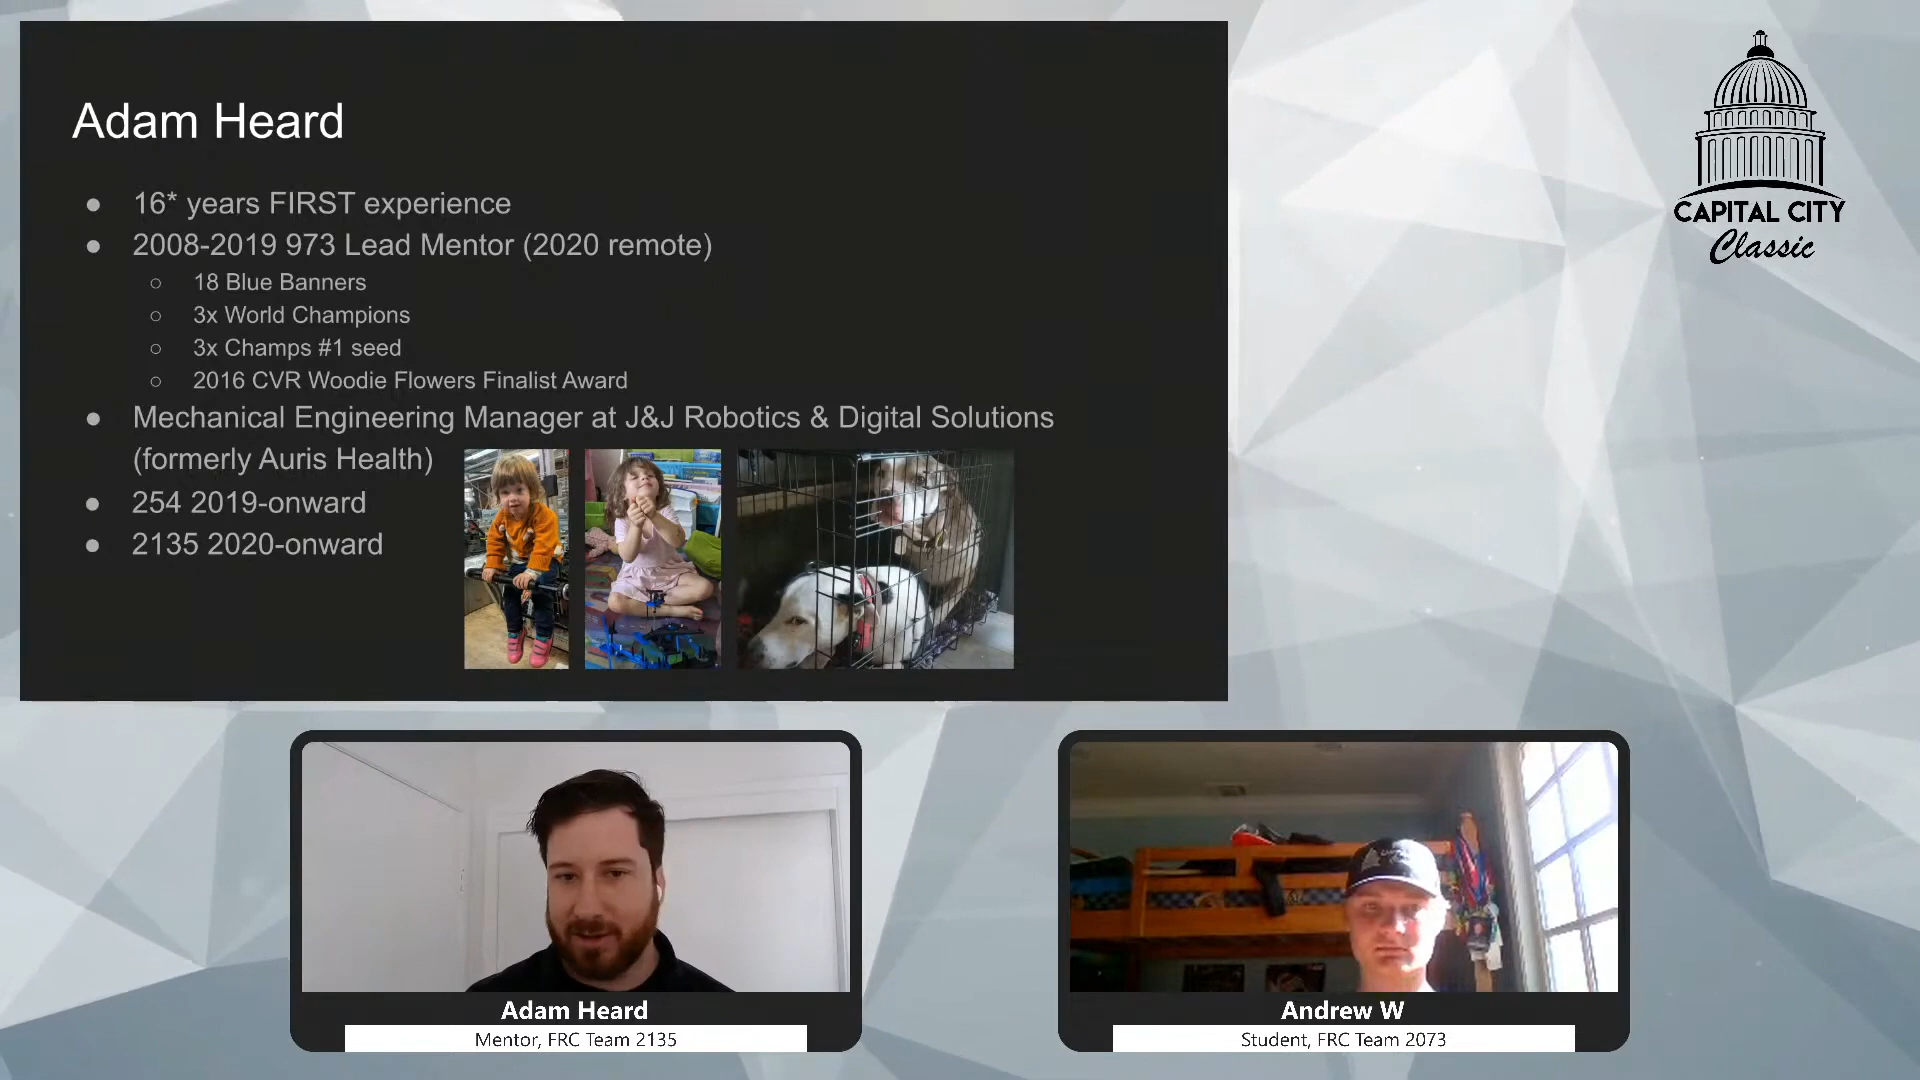 Adam Heard
● 16* years FIRST experience
● 2008-2019 973 Lead Mentor (2020 remote)
○ 18 Blue Banners
○ 3x World Champions
○ 3x Champs #1 seed
○ 2016 CVR Woodie Flowers Finalist Award
● Mechanical Engineering Manager at J&J Robotics & Digital Solutions
(formerly Auris Health)
● 254 2019-onward
● 2135 2020-onward
CAPITAL CITY
Classic
Adam Heard
Mentor, FRC Team 2135
Andrew W
Student, FRC Team 2073